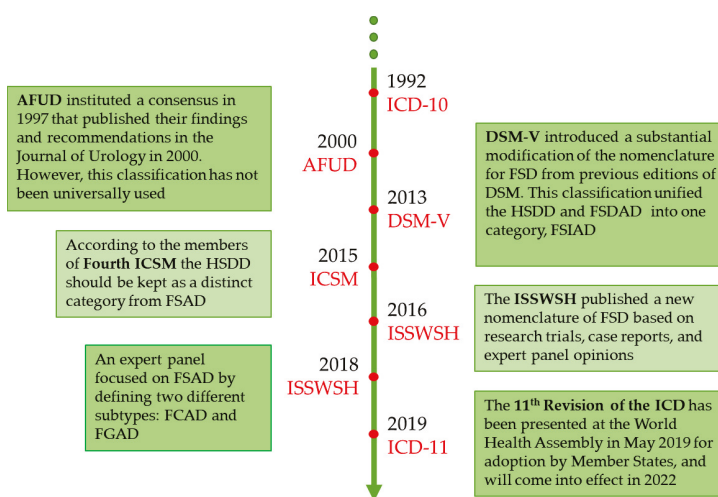 1992
ICD-10
AFUD instituted a consensus in
1997 that published their findings
and recommendations in the
Journal of Urology in 2000.
However, this classification has not
been universally used
2000
AFUD
DSM-V introduced a substantial
modification of the nomenclature
for FSD from previous editions of
DSM. This classification unified
the HSDD and FSDAD into one
category, FSIAD
2013
DSM-V
According to the members
of Fourth ICSM the HSDD
should be kept as a distinct
category from FSAD
2015
ICSM
2016
ISSWSH
The ISSWSH published a new
nomenclature of FSD based on
research trials, case reports, and
expert panel opinions
An expert panel
focused on FSAD by
defining two different
subtypes: FCAD and
FGAD
2018
ISSWSH
2019
ICD-11
The 11th Revision of the ICD has
been presented at the World
Health Assembly in May 2019 for
adoption by Member States, and
will come into effect in 2022